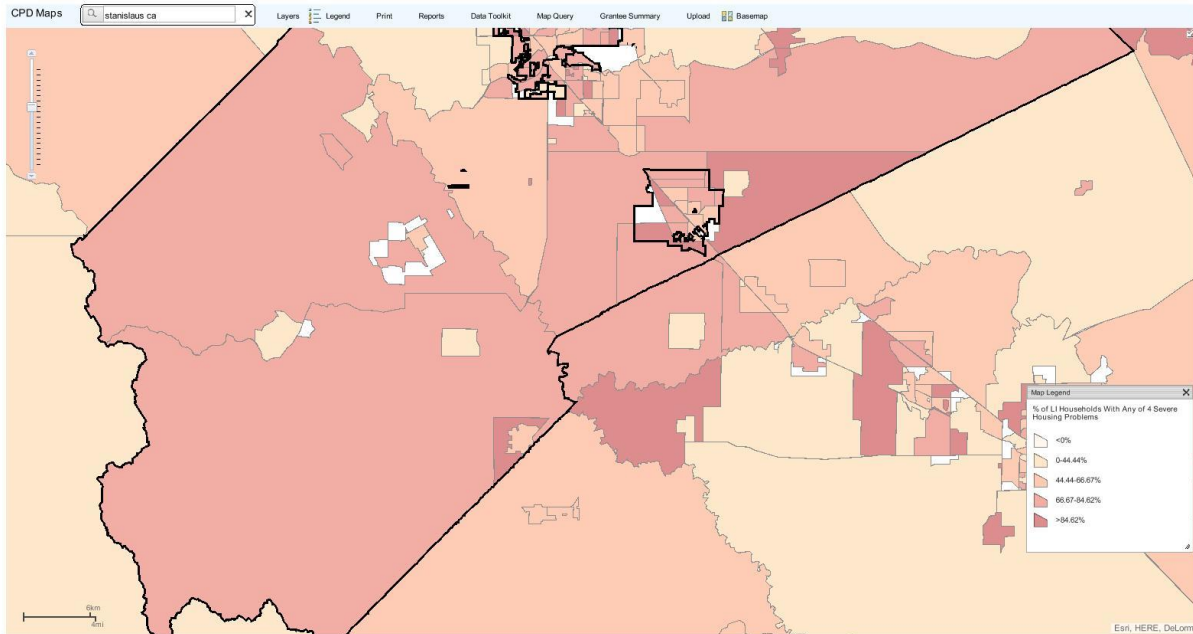 CPD Maps stanislaus ca X Layers Legend Print Reports Data Toolkit Map Query Grantee Summary Upload Basemap
Map Legend
% of LI Households With Any of 4 Severe
Housing Problems
<0%
0-44.44%
44.44-66.67%
66.67-84.62%
>84.62%
6km
4mi
Esri, HERE, DeLorm